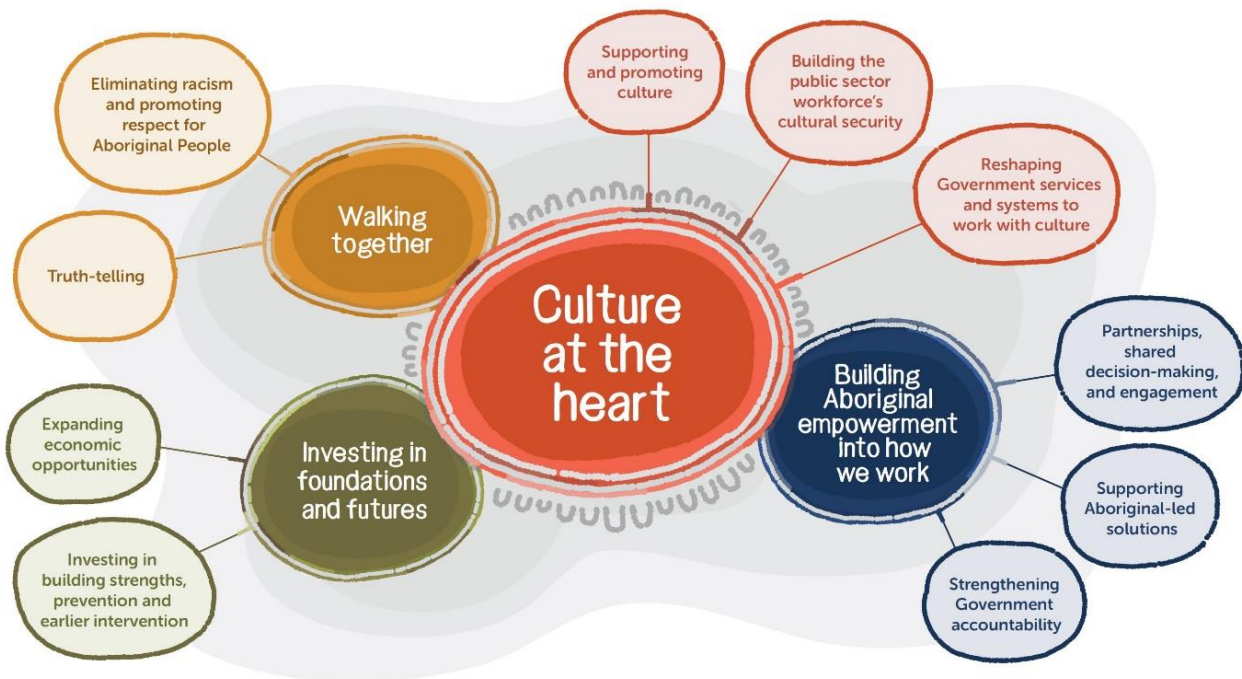 Eliminating racism
and promoting
respect for
Aboriginal People
Truth-telling
Walking
together
Supporting
and promoting
culture
Building the
public sector
workforce's
cultural security
Reshaping
Government services
and systems to
work with culture
Culture
at the
heart
Expanding
economic
opportunities
Investing in
building strengths,
prevention and
earlier intervention
Investing in
foundations
and futures
Building
Aboriginal
empowerment
into how
we work
Partnerships,
shared
decision-making,
and engagement
Supporting
Aboriginal-led
solutions
Strengthening
Government
accountability